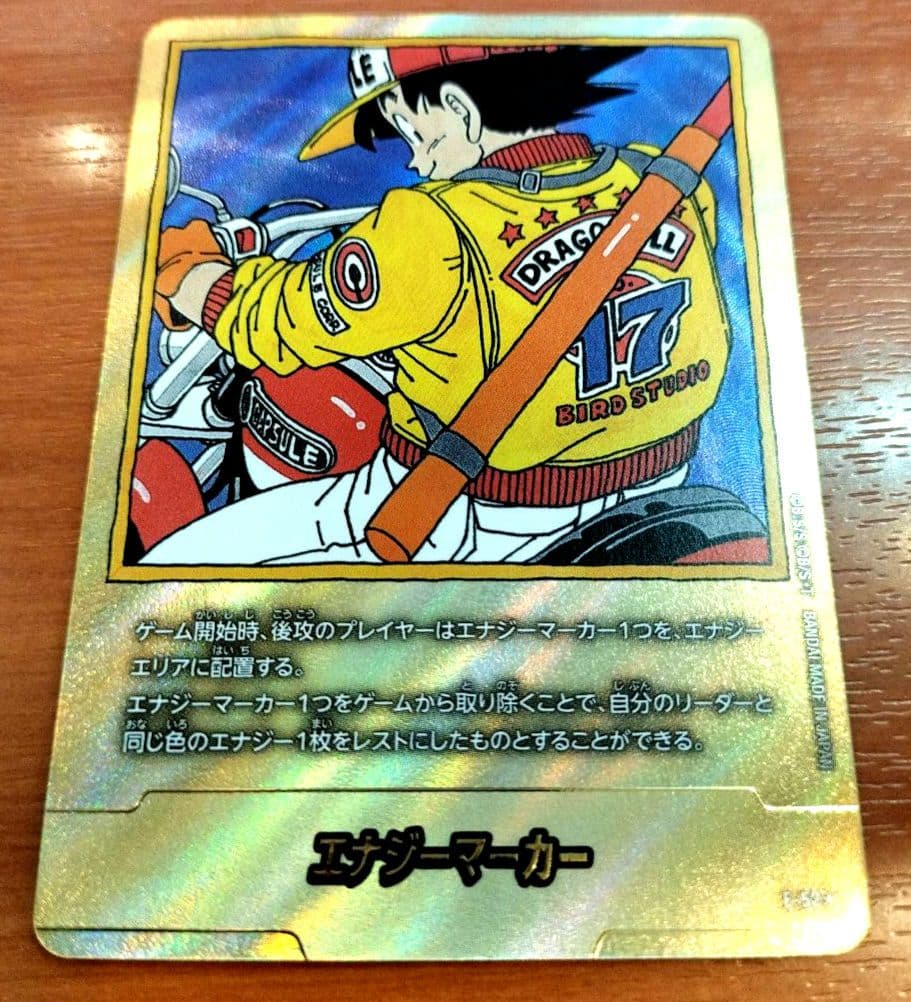 LE
DRAGO LL
17
BIRD STUDIO
SULE CORP
CAPSULE
ゲーム開始時、後攻のプレイヤーはエナジーマーカー1つを、エナジー
エリアに配置する。
エナジーマーカー1つをゲームから取り除くことで、自分のリーダーと
同じ色のエナジー1枚をレストにしたものとすることができる。
エナジーマーカー
BANDAI MADE IN JAPAN